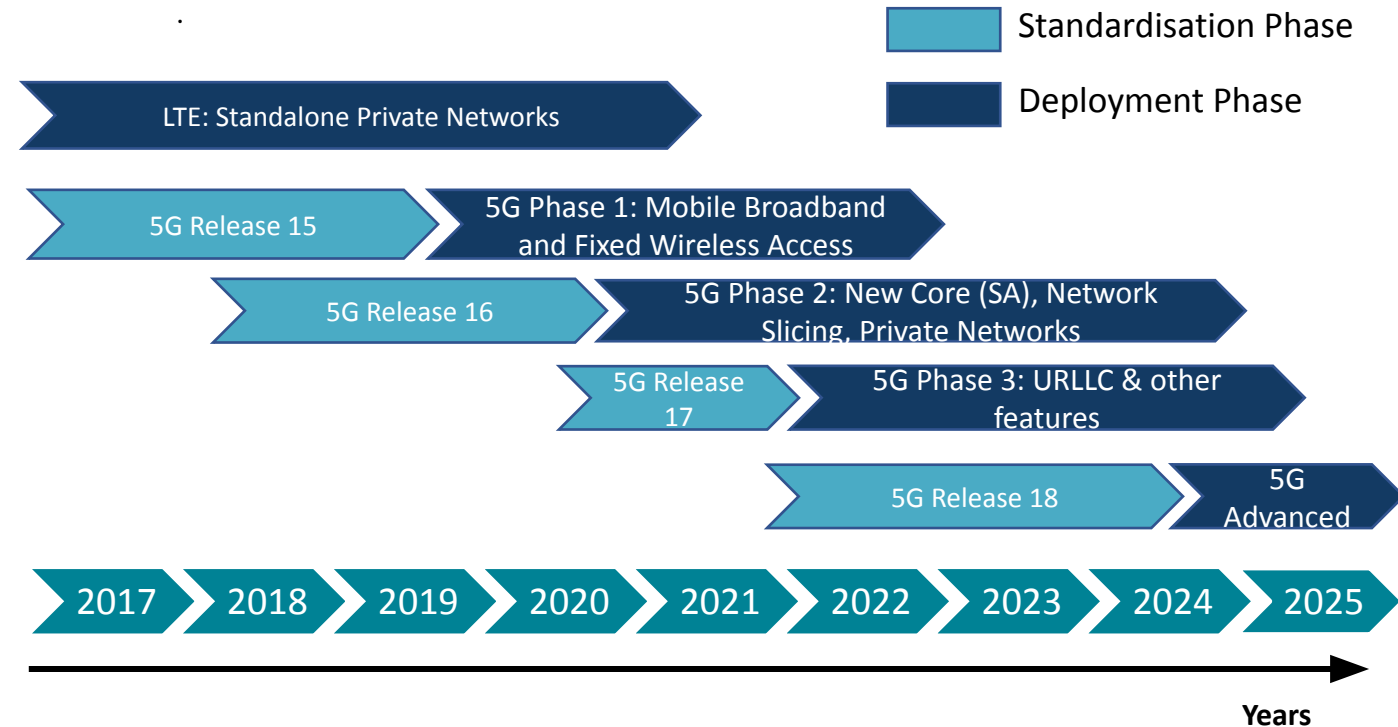 .
Standardisation Phase
Deployment Phase
LTE: Standalone Private Networks
5G Release 15
5G Phase 1: Mobile Broadband
and Fixed Wireless Access
5G Release 16
5G Phase 2: New Core (SA), Network
Slicing, Private Networks
5G Release
17
5G Phase 3: URLLC & other
features
5G Release 18
5G
Advanced
2017
2018
2019
2020
2021
2022
2023
2024
2025
Years